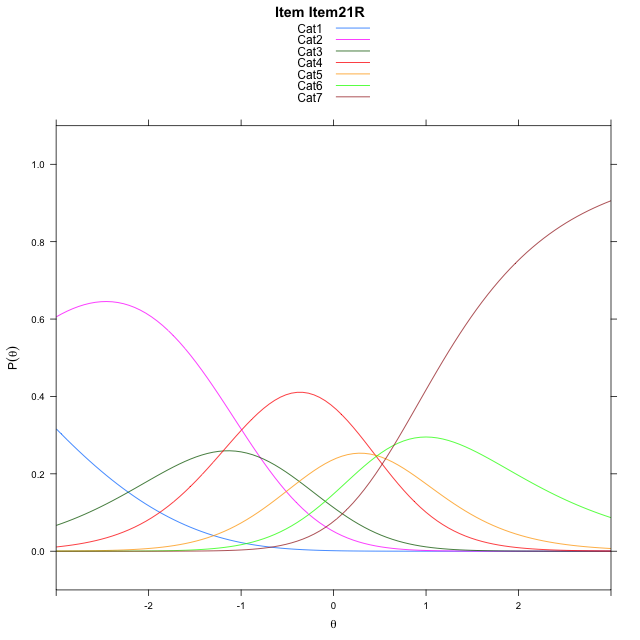 Item Item21R
Cat1
Cat2
Cat3
Cat4
Cat5
Cat6
Cat7
1.0
0.8
0.6
0.4
0.2
0.0
P(θ)
-2 -1 0 1 2
θ